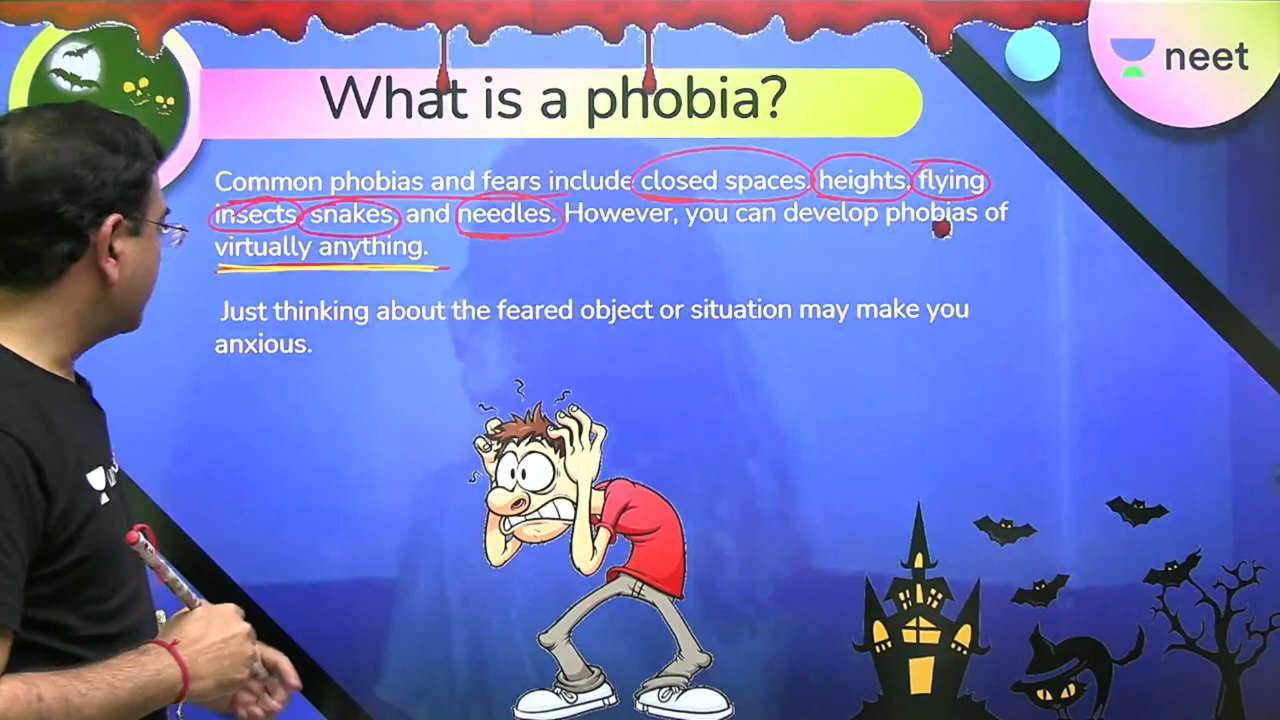 neet
What is a phobia?
Common phobias and fears include closed spaces, heights, flying
insects, snakes, and needles. However, you can develop phobias of
virtually anything.
Just thinking about the feared object or situation may make you
anxious.